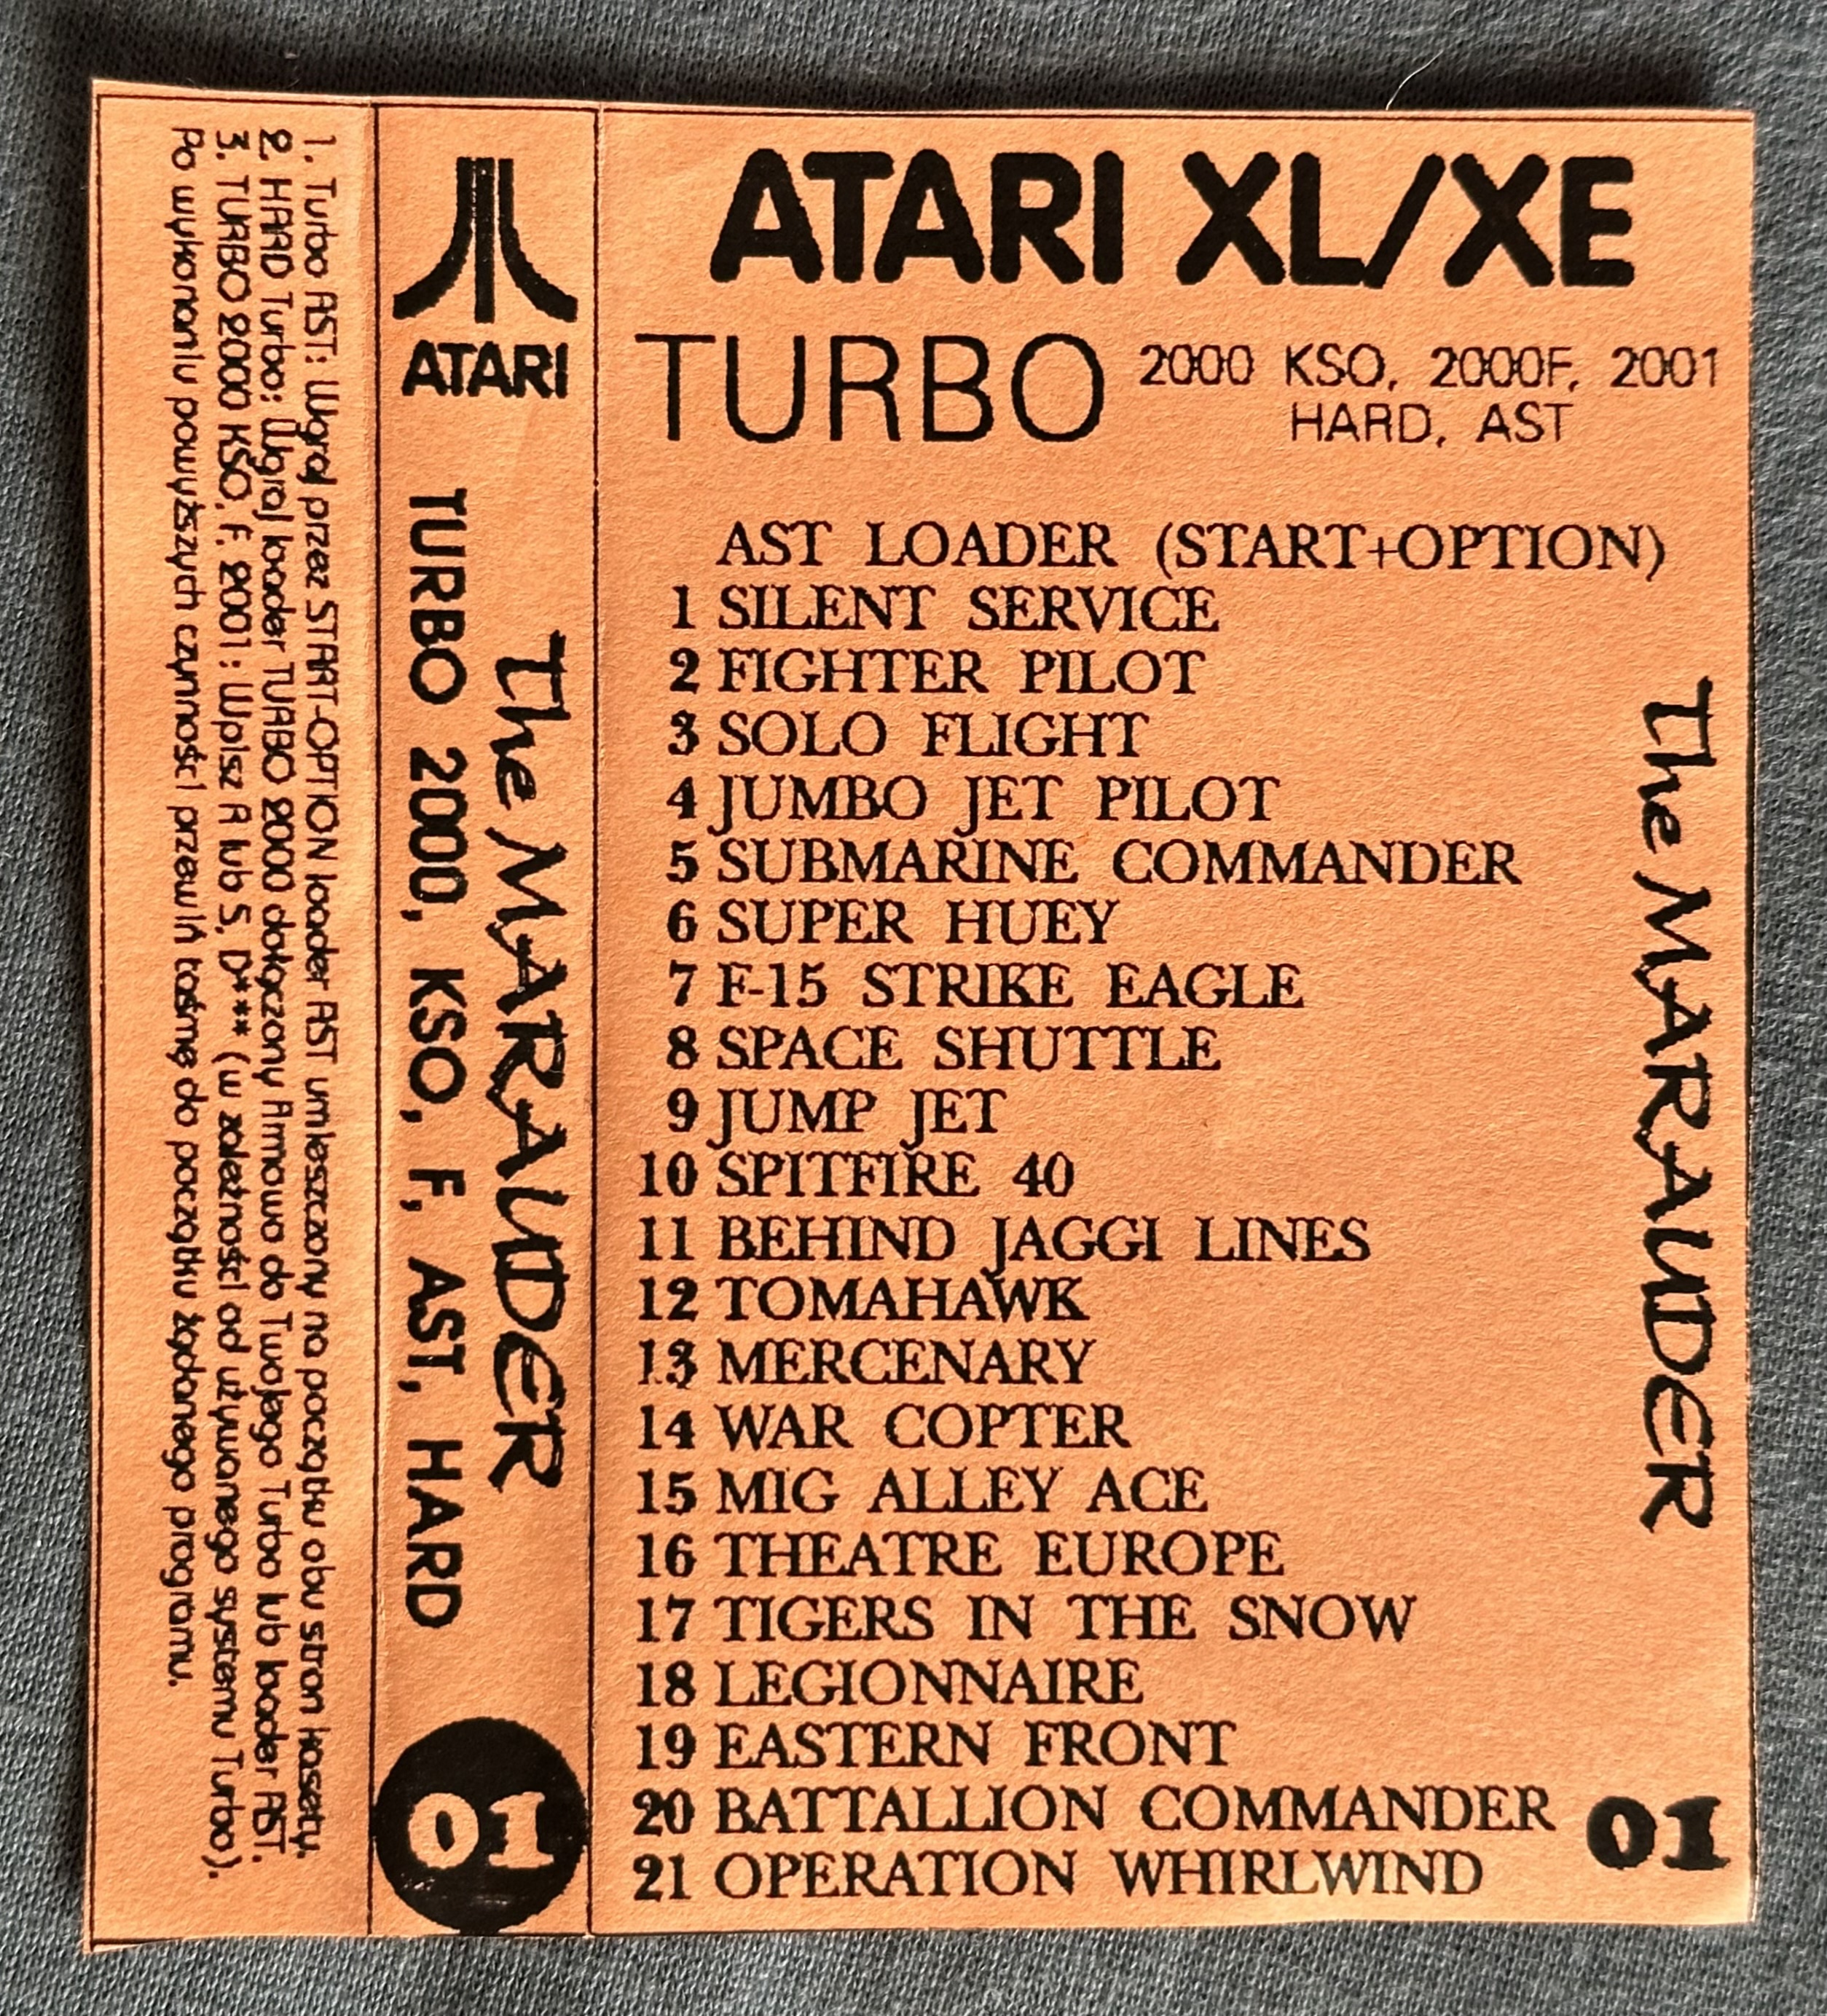 ATARI XL/XE
TURBO 2000 KSO, 2000F, 2001
HARD, AST
AST LOADER (START+OPTION)
1 SILENT SERVICE
2 FIGHTER PILOT
3 SOLO FLIGHT
4 JUMBO JET PILOT
5 SUBMARINE COMMANDER
6 SUPER HUEY
7 F-15 STRIKE EAGLE
8 SPACE SHUTTLE
9 JUMP JET
10 SPITFIRE 40
11 BEHIND JAGGI LINES
12 TOMAHAWK
13 MERCENARY
14 WAR COPTER
15 MIG ALLEY ACE
16 THEATRE EUROPE
17 TIGERS IN THE SNOW
18 LEGIONNAIRE
19 EASTERN FRONT
20 BATTALLION COMMANDER
21 OPERATION WHIRLWIND
The MARAUDER
01
ATARI
The MARAUDER
TURBO 2000, KSO, F, AST, HARD
01
1. Turbo AST: Wgraj przez START-OPTION loader AST umieszczony na początku obu stron kasety.
2. HARD Turbo: Wgraj loader TURBO 2000 dołączony firmowo do Twojego Turbo lub loader AST.
3. TURBO 2000 KSO, F, 2001: Wpisz A lub S, D*** (w zależności od używanego systemu Turbo).
Po wykonaniu powyższych czynności przewiń taśmę do początku żądanego programu.